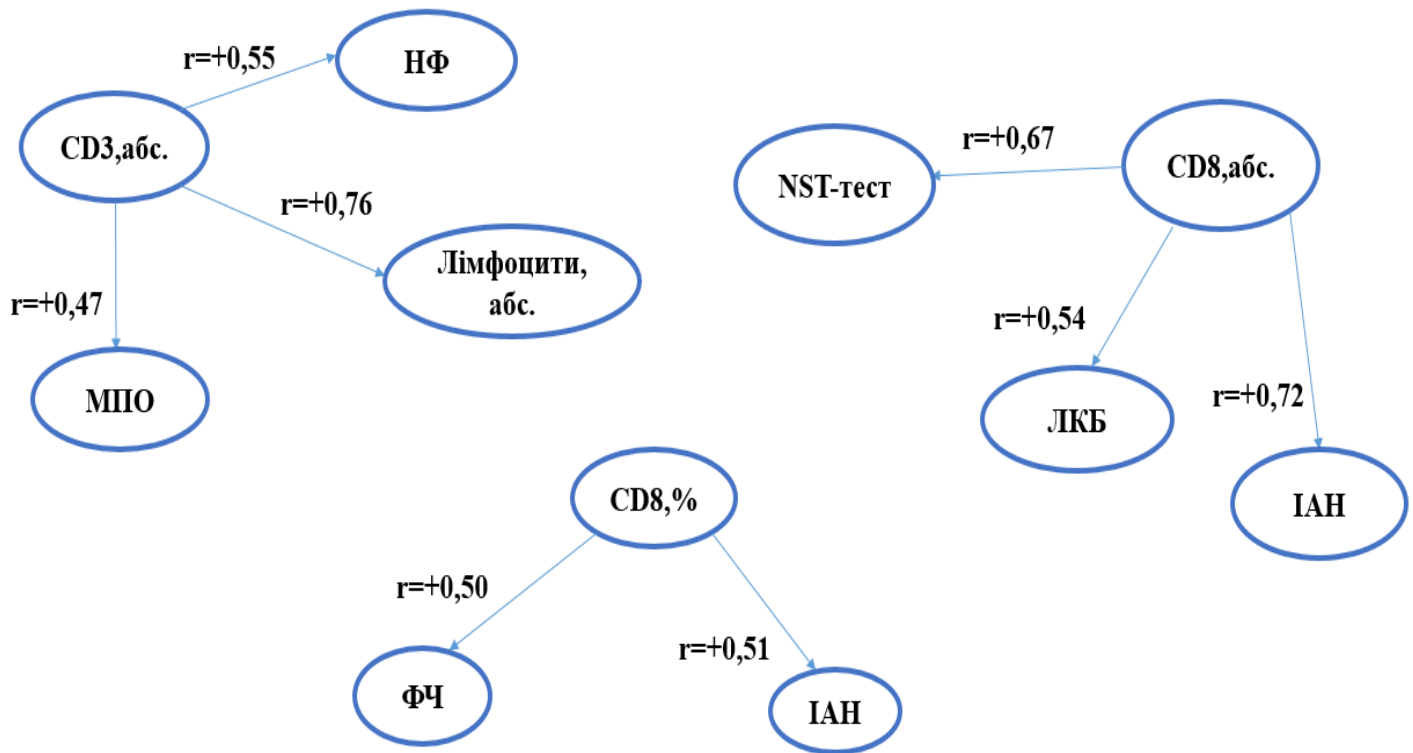 r=+0,55
НФ
CD3,абс.
r=+0,76
Лімфоцити,
абс.
r=+0,47
МПО
r=+0,67
CD8,абс.
NST-тест
r=+0,54
ЛКБ
r=+0,72
ІАН
CD8,%
r=+0,50
r=+0,51
ФЧ
ІАН